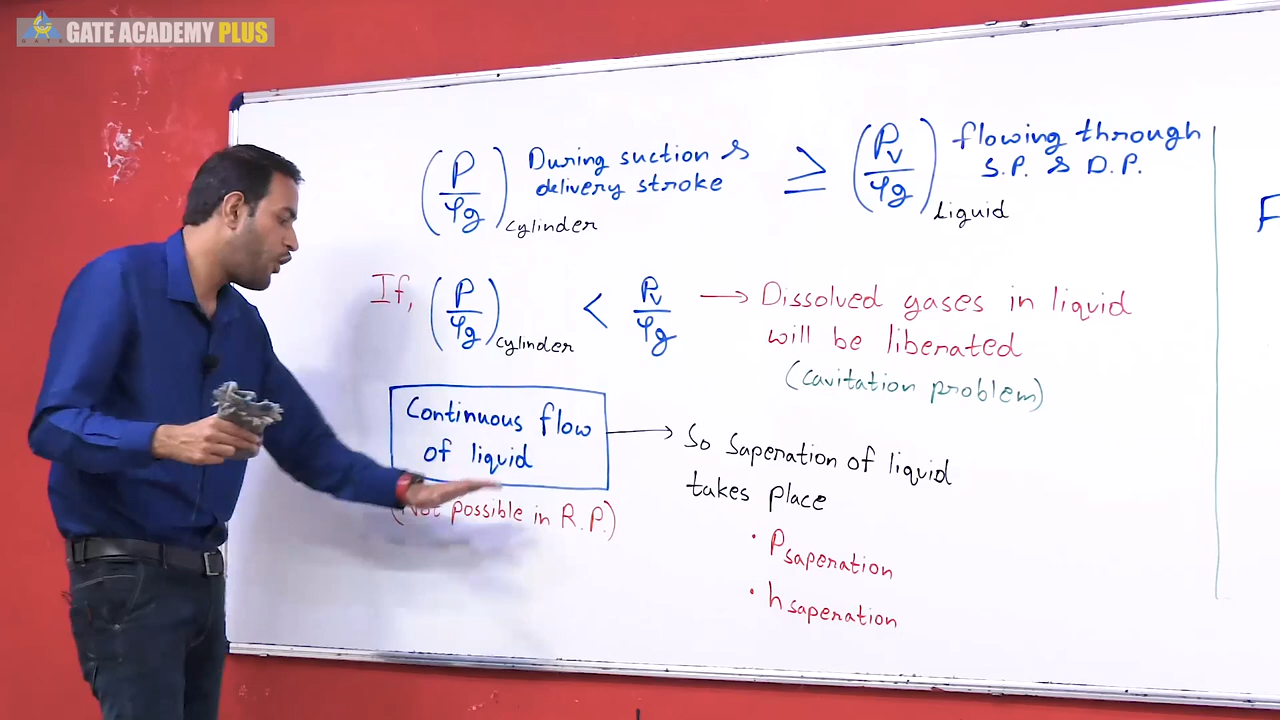 GATE ACADEMY PLUS
GATE
(P/ρg)cylinder During suction & delivery stroke ≥ (Pv/ρg)Liquid flowing through S.P. & D.P.
If, (P/ρg)cylinder < Pv/ρg → Dissolved gases in liquid
will be liberated
(cavitation problem)
Continuous flow
of liquid
→ So Saperation of liquid
takes place
(Not possible in R.P.)
• Psaperation
• hsaperation
F